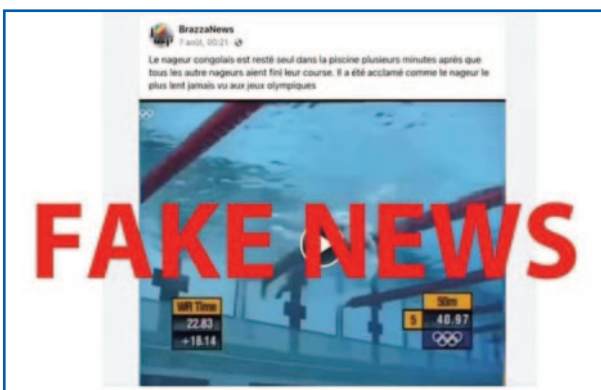 BrazzaNews
7 août, 00:21
Le nageur congolais est resté seul dans la piscine plusieurs minutes après que
tous les autre nageurs aient fini leur course. Il a été acclamé comme le nageur le
plus lent jamais vu aux jeux olympiques
FAKE NEWS
WR Time
22.83
+18.14
50m
5 40.97